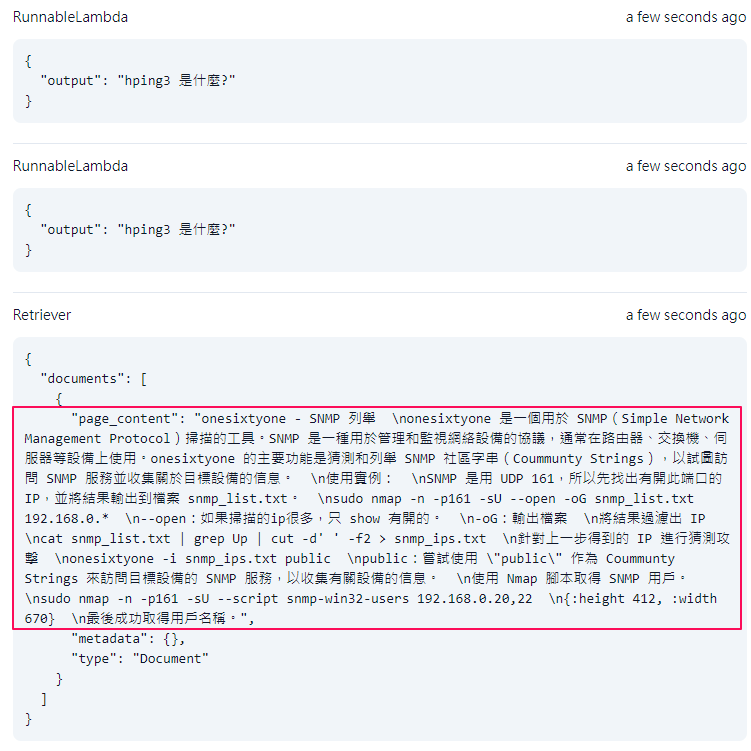 RunnableLambda a few seconds ago
{
"output": "hping3 是什麼?"
}
RunnableLambda a few seconds ago
{
"output": "hping3 是什麼?"
}
Retriever a few seconds ago
{
"documents": [
{
"page_content": "onesixtyone - SNMP 列舉  \nonesixtyone 是一個用於 SNMP（Simple Network
Management Protocol）掃描的工具。SNMP 是一種用於管理和監視網絡設備的協議，通常在路由器、交換機、伺
服器等設備上使用。onesixtyone 的主要功能是猜測和列舉 SNMP 社區字串（Coummunty Strings），以試圖訪
問 SNMP 服務並收集關於目標設備的信息。  \n使用實例：  \nSNMP 是用 UDP 161，所以先找出有開此端口的
IP，並將結果輸出到檔案 snmp_list.txt。  \nsudo nmap -n -p161 -sU --open -oG snmp_list.txt
192.168.0.*  \n--open：如果掃描的ip很多，只 show 有開的。  \n-oG：輸出檔案  \n將結果過濾出 IP
\ncat snmp_list.txt | grep Up | cut -d' ' -f2 > snmp_ips.txt  \n針對上一步得到的 IP 進行猜測攻
擊  \nonesixtyone -i snmp_ips.txt public  \npublic：嘗試使用 \"public\" 作為 Coummunty
Strings 來訪問目標設備的 SNMP 服務，以收集有關設備的信息。  \n使用 Nmap 腳本取得 SNMP 用戶。
\nsudo nmap -n -p161 -sU --script snmp-win32-users 192.168.0.20,22  \n{:height 412, :width
670}  \n最後成功取得用戶名稱。",
"metadata": {},
"type": "Document"
}
]
}